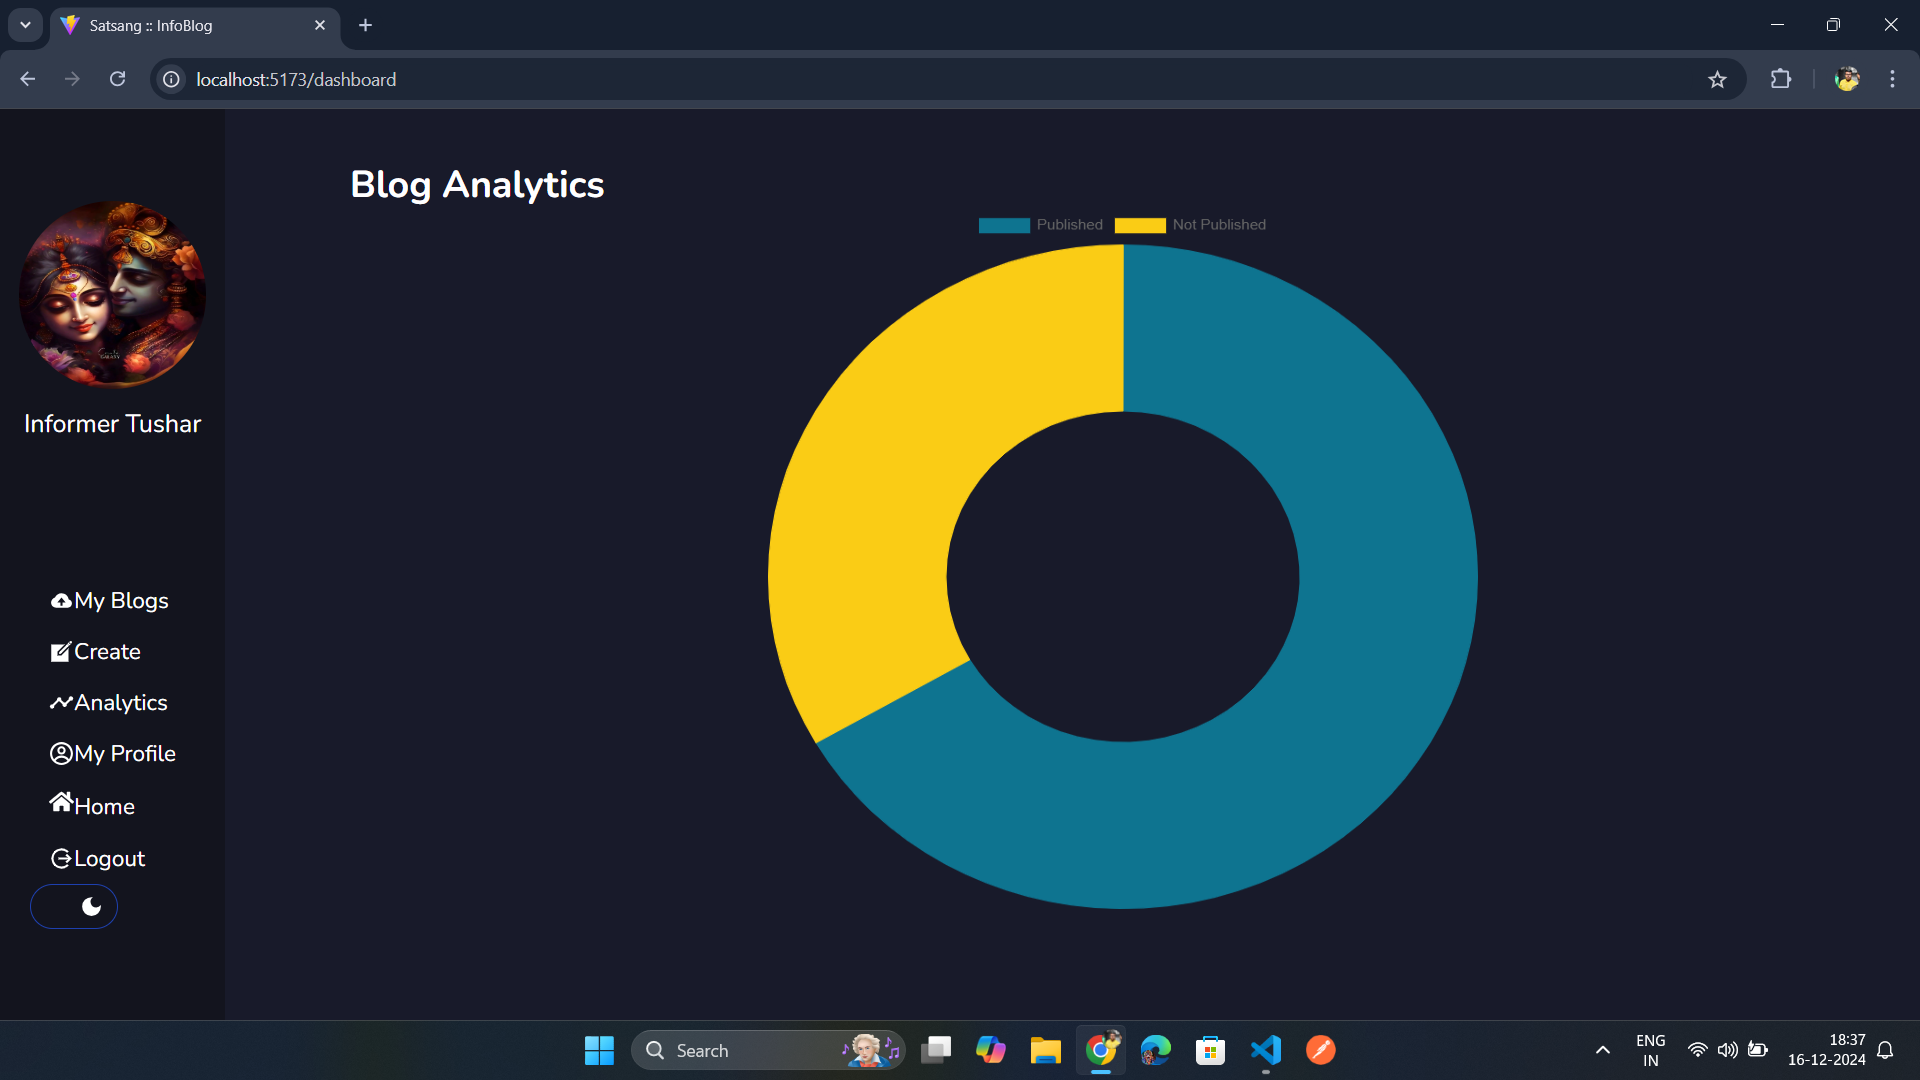 Satsang :: InfoBlog
localhost:5173/dashboard
Blog Analytics
Published Not Published
Informer Tushar
My Blogs
Create
Analytics
My Profile
Home
Logout
Search
ENG
IN
18:37
16-12-2024